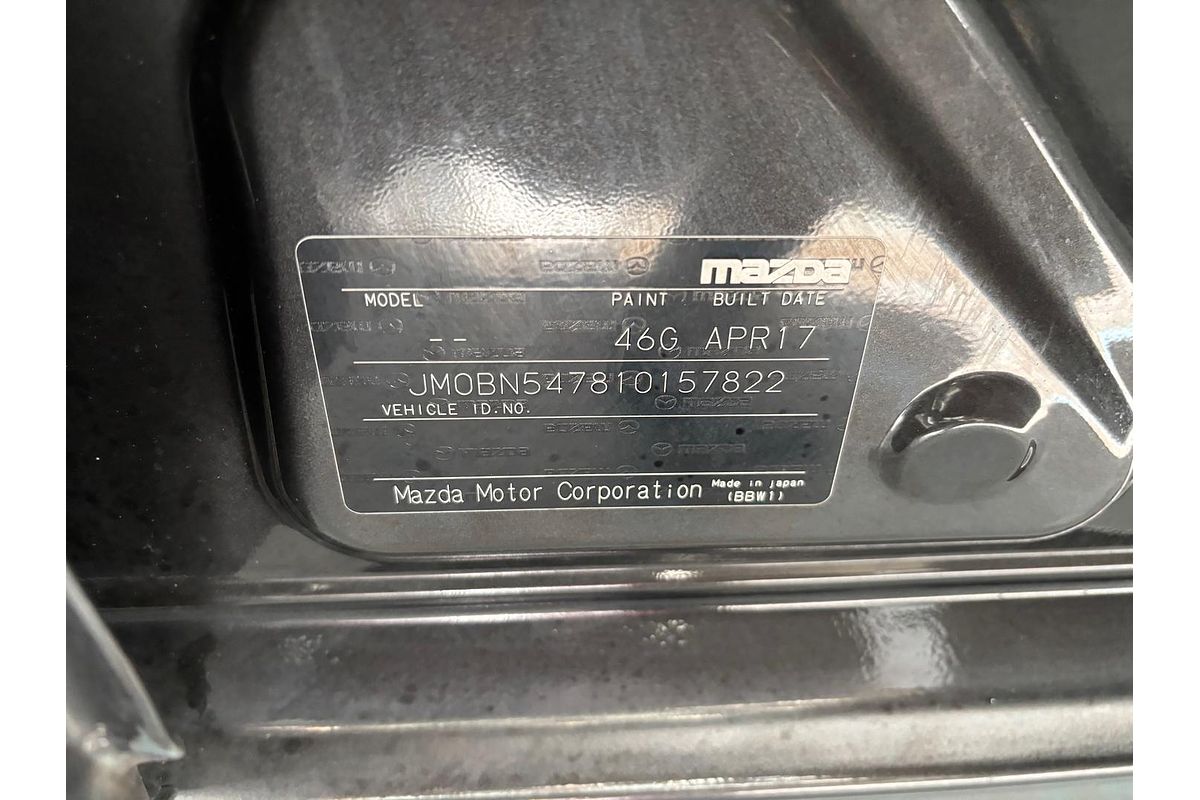 mazda
MODEL PAINT BUILT DATE
-- 46G APR17
JM0BN547810157822
VEHICLE ID.NO.
Mazda Motor Corporation Made in Japan
(BBW1)